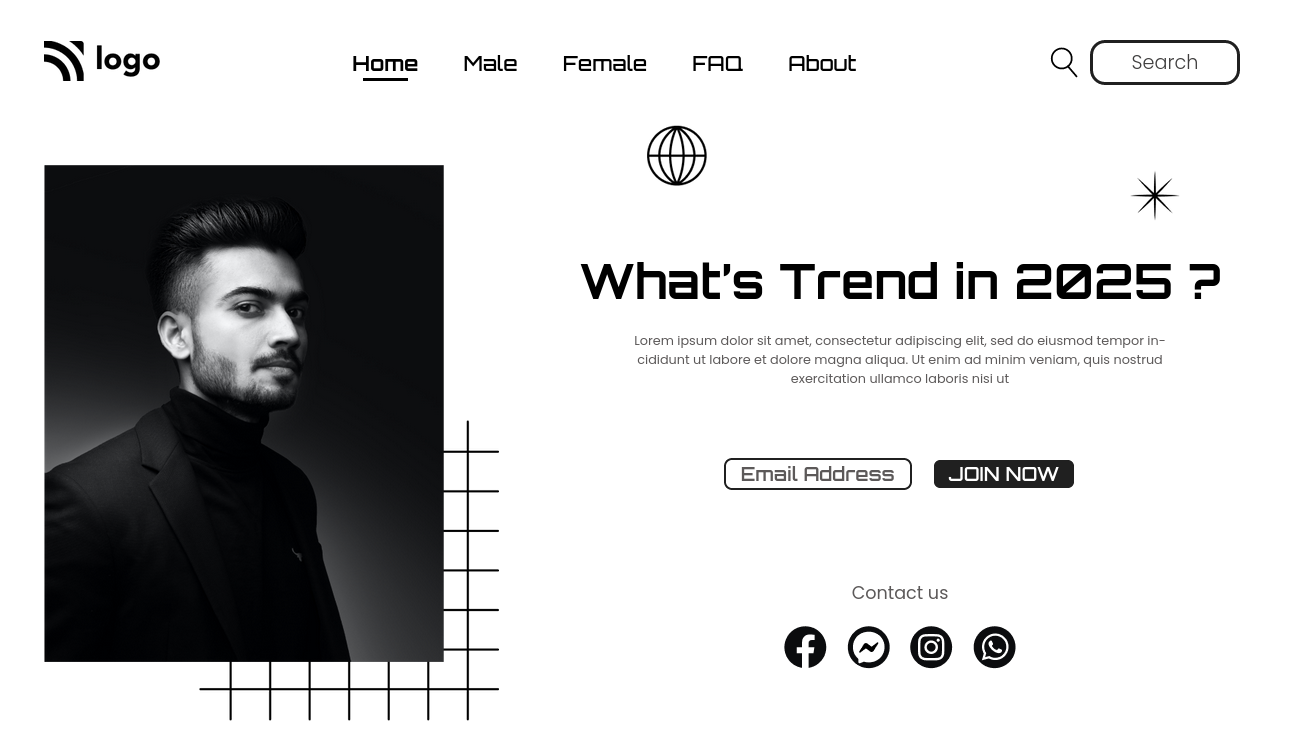 logo
Home
Male
Female
FAQ
About
Search
What's Trend in 2025 ?
Lorem ipsum dolor sit amet, consectetur adipiscing elit, sed do eiusmod tempor in-
cididunt ut labore et dolore magna aliqua. Ut enim ad minim veniam, quis nostrud
exercitation ullamco laboris nisi ut
Email Address
JOIN NOW
Contact us